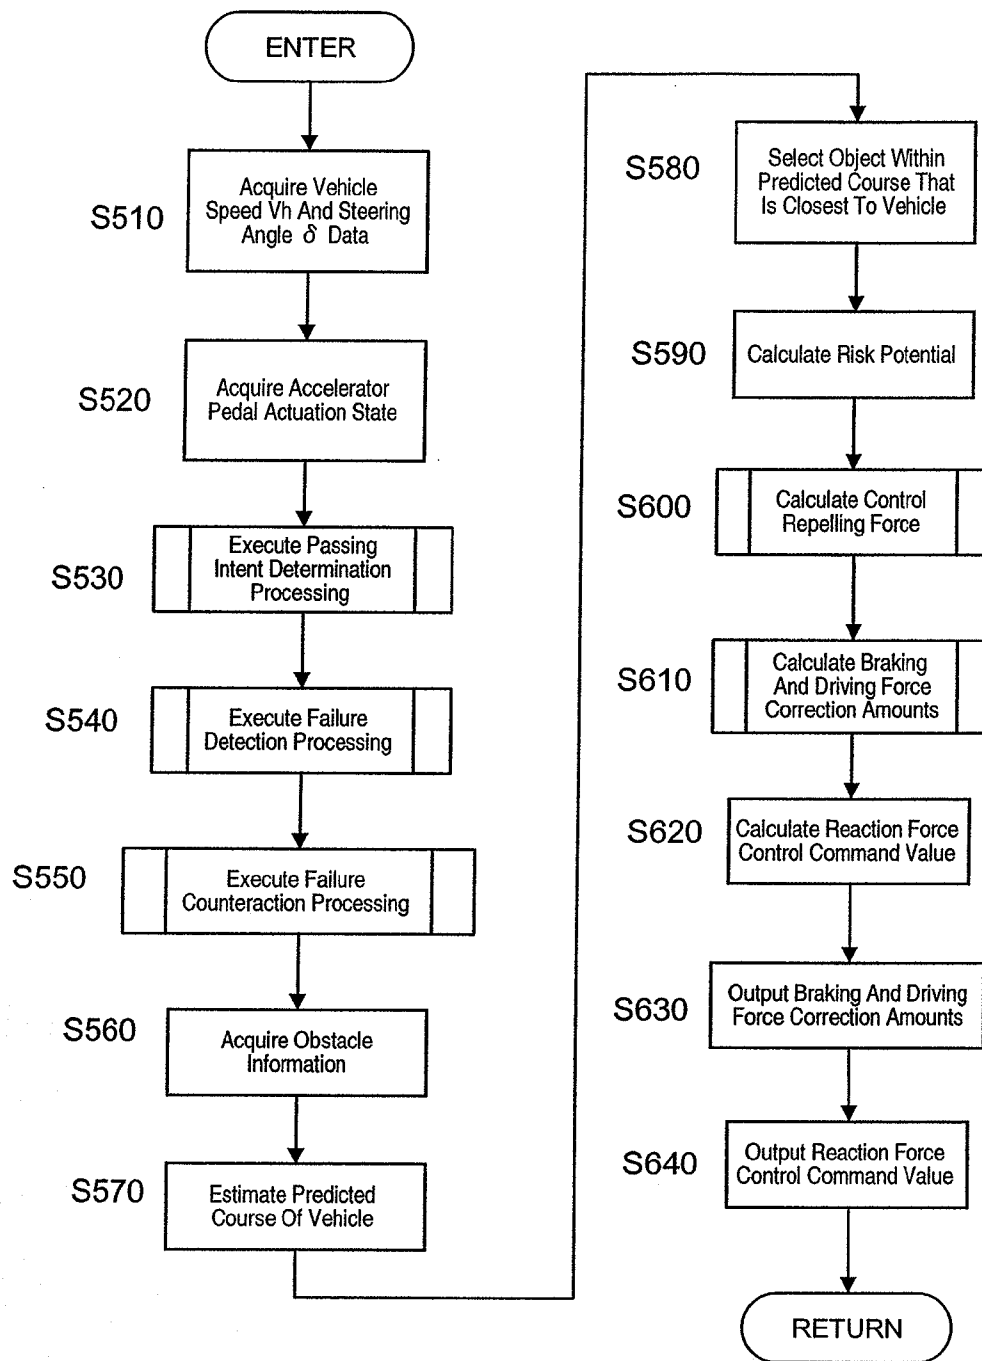 ENTER
S510
Acquire Vehicle
Speed Vh And Steering
Angle δ Data
S520
Acquire Accelerator
Pedal Actuation State
S530
Execute Passing
Intent Determination
Processing
S540
Execute Failure
Detection Processing
S550
Execute Failure
Counteraction Processing
S560
Acquire Obstacle
Information
S570
Estimate Predicted
Course Of Vehicle
S580
Select Object Within
Predicted Course That
Is Closest To Vehicle
S590
Calculate Risk Potential
S600
Calculate Control
Repelling Force
S610
Calculate Braking
And Driving Force
Correction Amounts
S620
Calculate Reaction Force
Control Command Value
S630
Output Braking And Driving
Force Correction Amounts
S640
Output Reaction Force
Control Command Value
RETURN